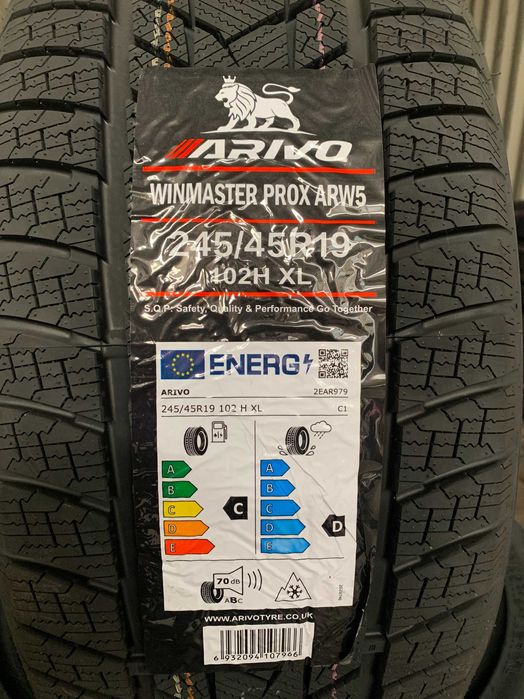 ARIVO
WINMASTER PROX ARW5
245/45R19
102H XL
S.Q.P: Safety, Quality & Performance Go Together
ENERG
ARIVO 2EAR979
245/45R19 102 H XL C1
A A
B B
C C C
D D D
E E
70 dB
ABC
WWW.ARIVOTYRE.CO.UK
6 932094 107966